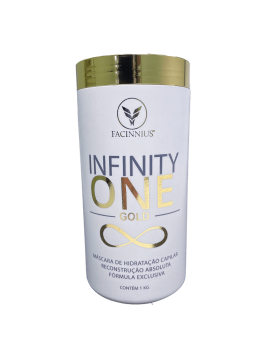 FACINNIUS®
INFINITY
ONE
GOLD
MÁSCARA DE HIDRATAÇÃO CAPILAR
RECONSTRUÇÃO ABSOLUTA
FÓRMULA EXCLUSIVA
CONTÉM 1 KG